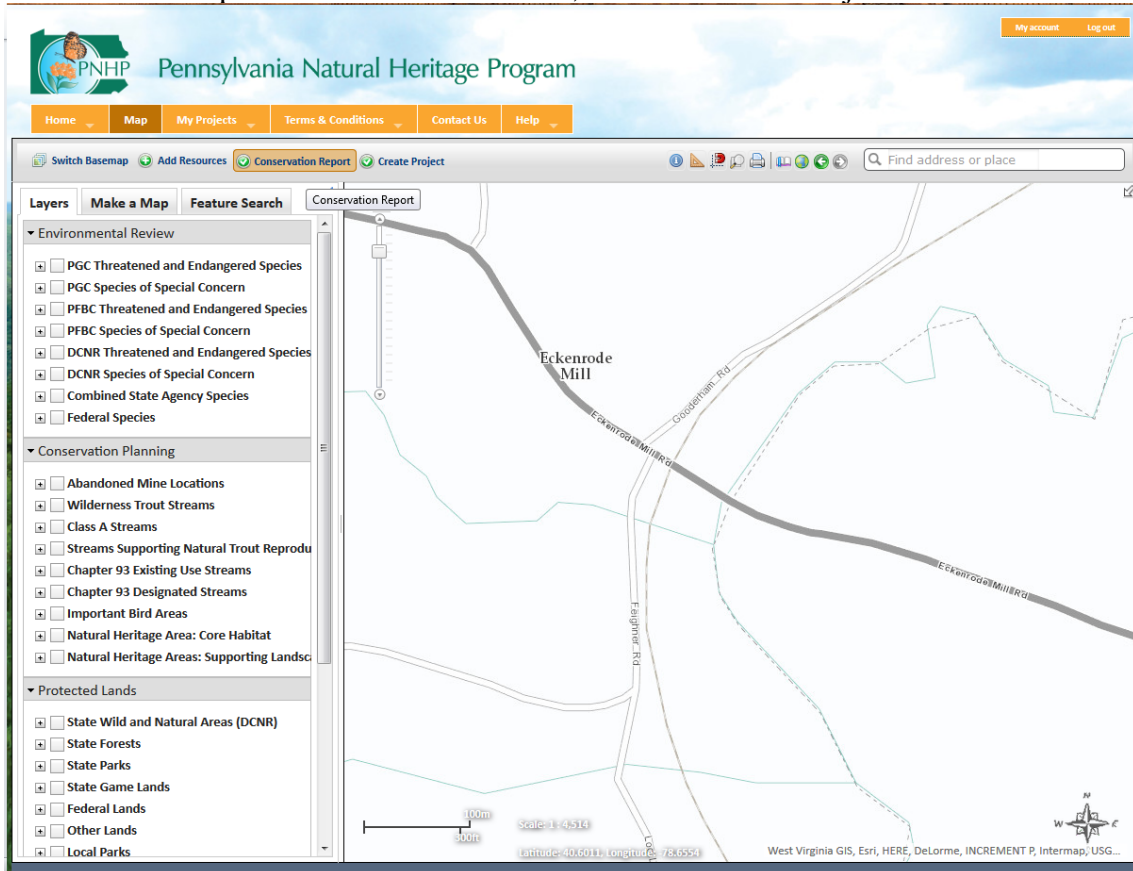 My account Log out
PNHP Pennsylvania Natural Heritage Program
Home Map My Projects Terms & Conditions Contact Us Help
Switch Basemap Add Resources Conservation Report Create Project Find address or place
Layers Make a Map Feature Search Conservation Report
Environmental Review
PGC Threatened and Endangered Species
PGC Species of Special Concern
PFBC Threatened and Endangered Species
PFBC Species of Special Concern
DCNR Threatened and Endangered Species
DCNR Species of Special Concern
Combined State Agency Species
Federal Species
Conservation Planning
Abandoned Mine Locations
Wilderness Trout Streams
Class A Streams
Streams Supporting Natural Trout Reprodu
Chapter 93 Existing Use Streams
Chapter 93 Designated Streams
Important Bird Areas
Natural Heritage Area: Core Habitat
Natural Heritage Areas: Supporting Landsc
Protected Lands
State Wild and Natural Areas (DCNR)
State Forests
State Parks
State Game Lands
Federal Lands
Other Lands
Local Parks
Eckenrode
Mill
Gooderham Rd
Eckenrode Mill Rd
Eckenrode Mill Rd
Feighner Rd
Local
N
W E
S
100m
300ft
Scale: 1: 4,514
Latitude: 40.6011, Longitude: -78.6554
West Virginia GIS, Esri, HERE, DeLorme, INCREMENT P, Intermap, USG...